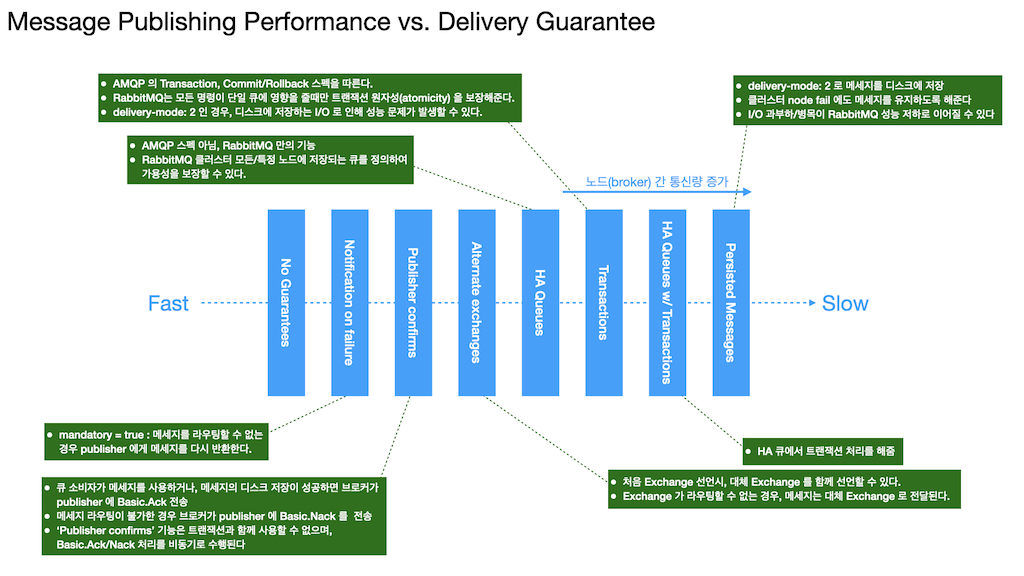 Message Publishing Performance vs. Delivery Guarantee
• AMQP 의 Transaction, Commit/Rollback 스펙을 따른다.
• RabbitMQ는 모든 명령이 단일 큐에 영향을 줄때만 트랜잭션 원자성(atomicity) 을 보장해준다.
• delivery-mode: 2 인 경우, 디스크에 저장하는 I/O 로 인해 성능 문제가 발생할 수 있다.
• delivery-mode: 2 로 메세지를 디스크에 저장
• 클러스터 node fail 에도 메세지를 유지하도록 해준다
• I/O 과부하/병목이 RabbitMQ 성능 저하로 이어질 수 있다
• AMQP 스펙 아님, RabbitMQ 만의 기능
• RabbitMQ 클러스터 모든/특정 노드에 저장되는 큐를 정의하여
가용성을 보장할 수 있다.
노드(broker) 간 통신량 증가
Fast
No Guarantees
Notification on failure
Publisher confirms
Alternate exchanges
HA Queues
Transactions
HA Queues w/ Transactions
Persisted Messages
Slow
• mandatory = true : 메세지를 라우팅할 수 없는
경우 publisher 에게 메세지를 다시 반환한다.
• HA 큐에서 트랜잭션 처리를 해줌
• 큐 소비자가 메세지를 사용하거나, 메세지의 디스크 저장이 성공하면 브로커가
publisher 에 Basic.Ack 전송
• 메세지 라우팅이 불가한 경우 브로커가 publisher 에 Basic.Nack 를 전송
• ‘Publisher confirms’ 기능은 트랜잭션과 함께 사용할 수 없으며,
Basic.Ack/Nack 처리를 비동기로 수행된다
• 처음 Exchange 선언시, 대체 Exchange 를 함께 선언할 수 있다.
• Exchange 가 라우팅할 수 없는 경우, 메세지는 대체 Exchange 로 전달된다.